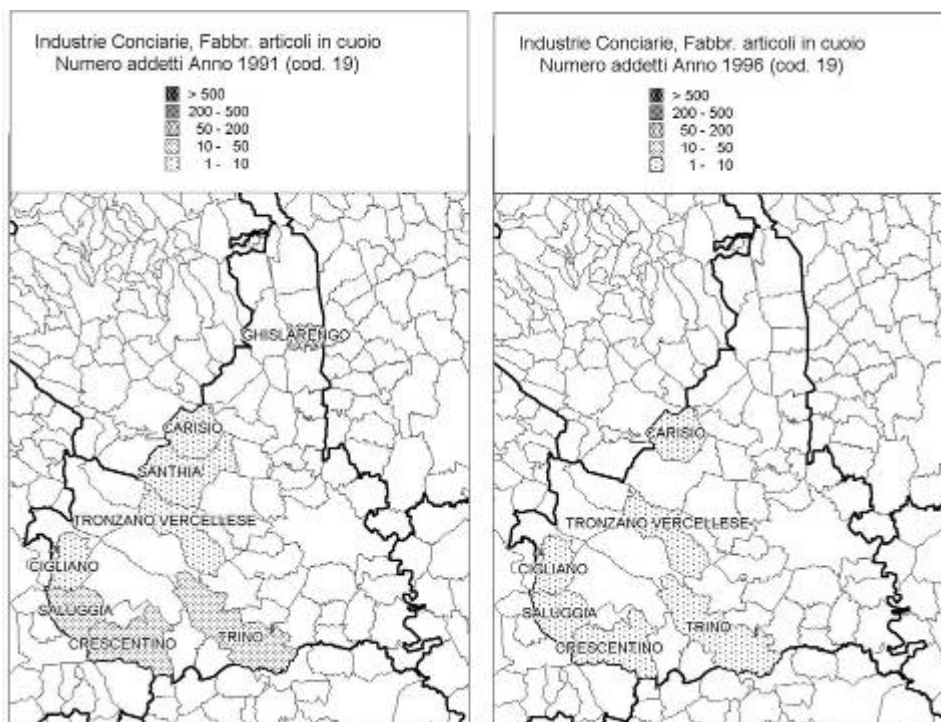 Industrie Conciarie, Fabbr. articoli in cuoio
Numero addetti Anno 1991 (cod. 19)
> 500
200 - 500
50 - 200
10 - 50
1 - 10
GHISLARENGO
CARISIO
SANTHIA'
TRONZANO VERCELLESE
CIGLIANO
SALUGGIA
CRESCENTINO
TRINO
Industrie Conciarie, Fabbr. articoli in cuoio
Numero addetti Anno 1996 (cod. 19)
> 500
200 - 500
50 - 200
10 - 50
1 - 10
CARISIO
TRONZANO VERCELLESE
CIGLIANO
SALUGGIA
CRESCENTINO
TRINO